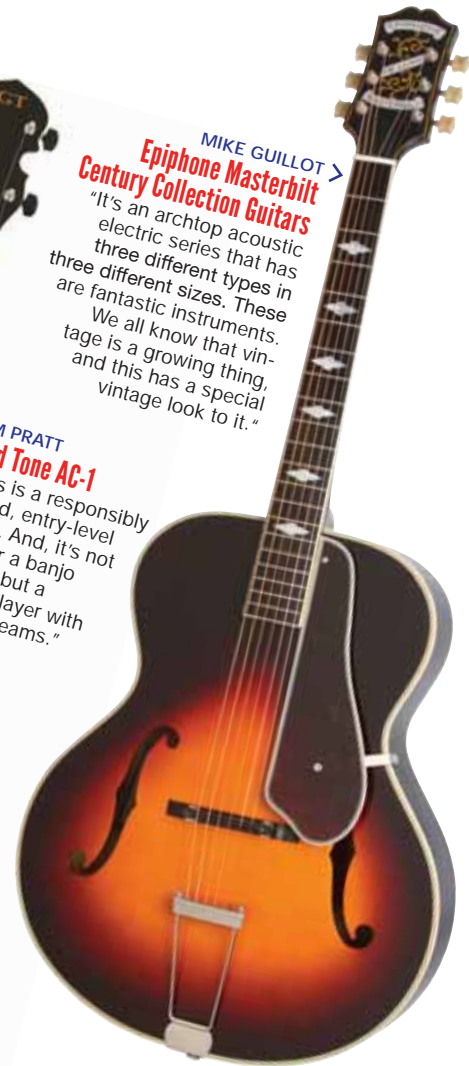 GT
MIKE GUILLOT >
Epiphone Masterbilt
Century Collection Guitars
“It’s an archtop acoustic
electric series that has
three different types in
three different sizes. These
are fantastic instruments.
We all know that vin-
tage is a growing thing,
and this has a special
vintage look to it.“
M PRATT
d Tone AC-1
s is a responsibly
d, entry-level
. And, it’s not
r a banjo
but a
layer with
eams.”